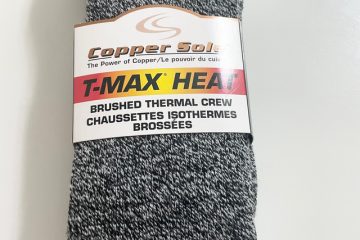 Copper Sole
The Power of Copper/Le pouvoir du cuivre
T-MAX HEAT
BRUSHED THERMAL CREW
CHAUSSETTES ISOTHERMES
BROSSÉES